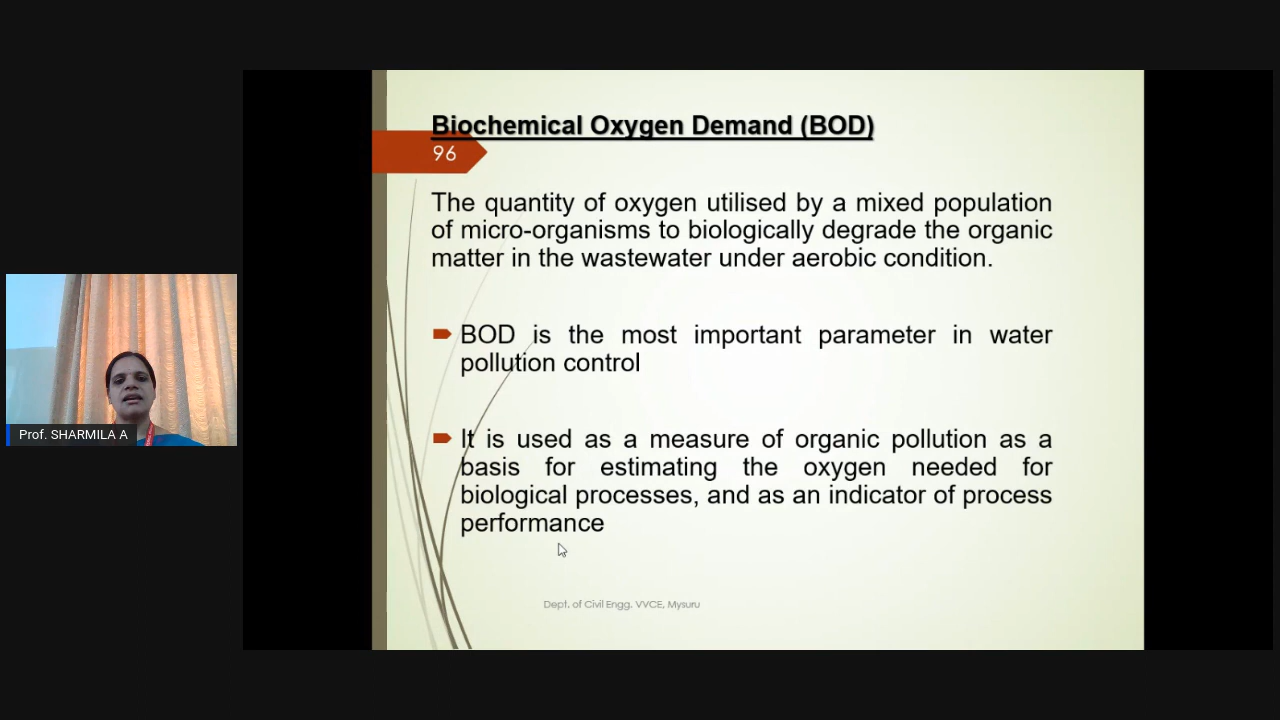 Biochemical Oxygen Demand (BOD)
96
The quantity of oxygen utilised by a mixed population
of micro-organisms to biologically degrade the organic
matter in the wastewater under aerobic condition.
BOD is the most important parameter in water
pollution control
It is used as a measure of organic pollution as a
basis for estimating the oxygen needed for
biological processes, and as an indicator of process
performance
Prof. SHARMILA A
Dept. of Civil Engg. VVCE, Mysuru